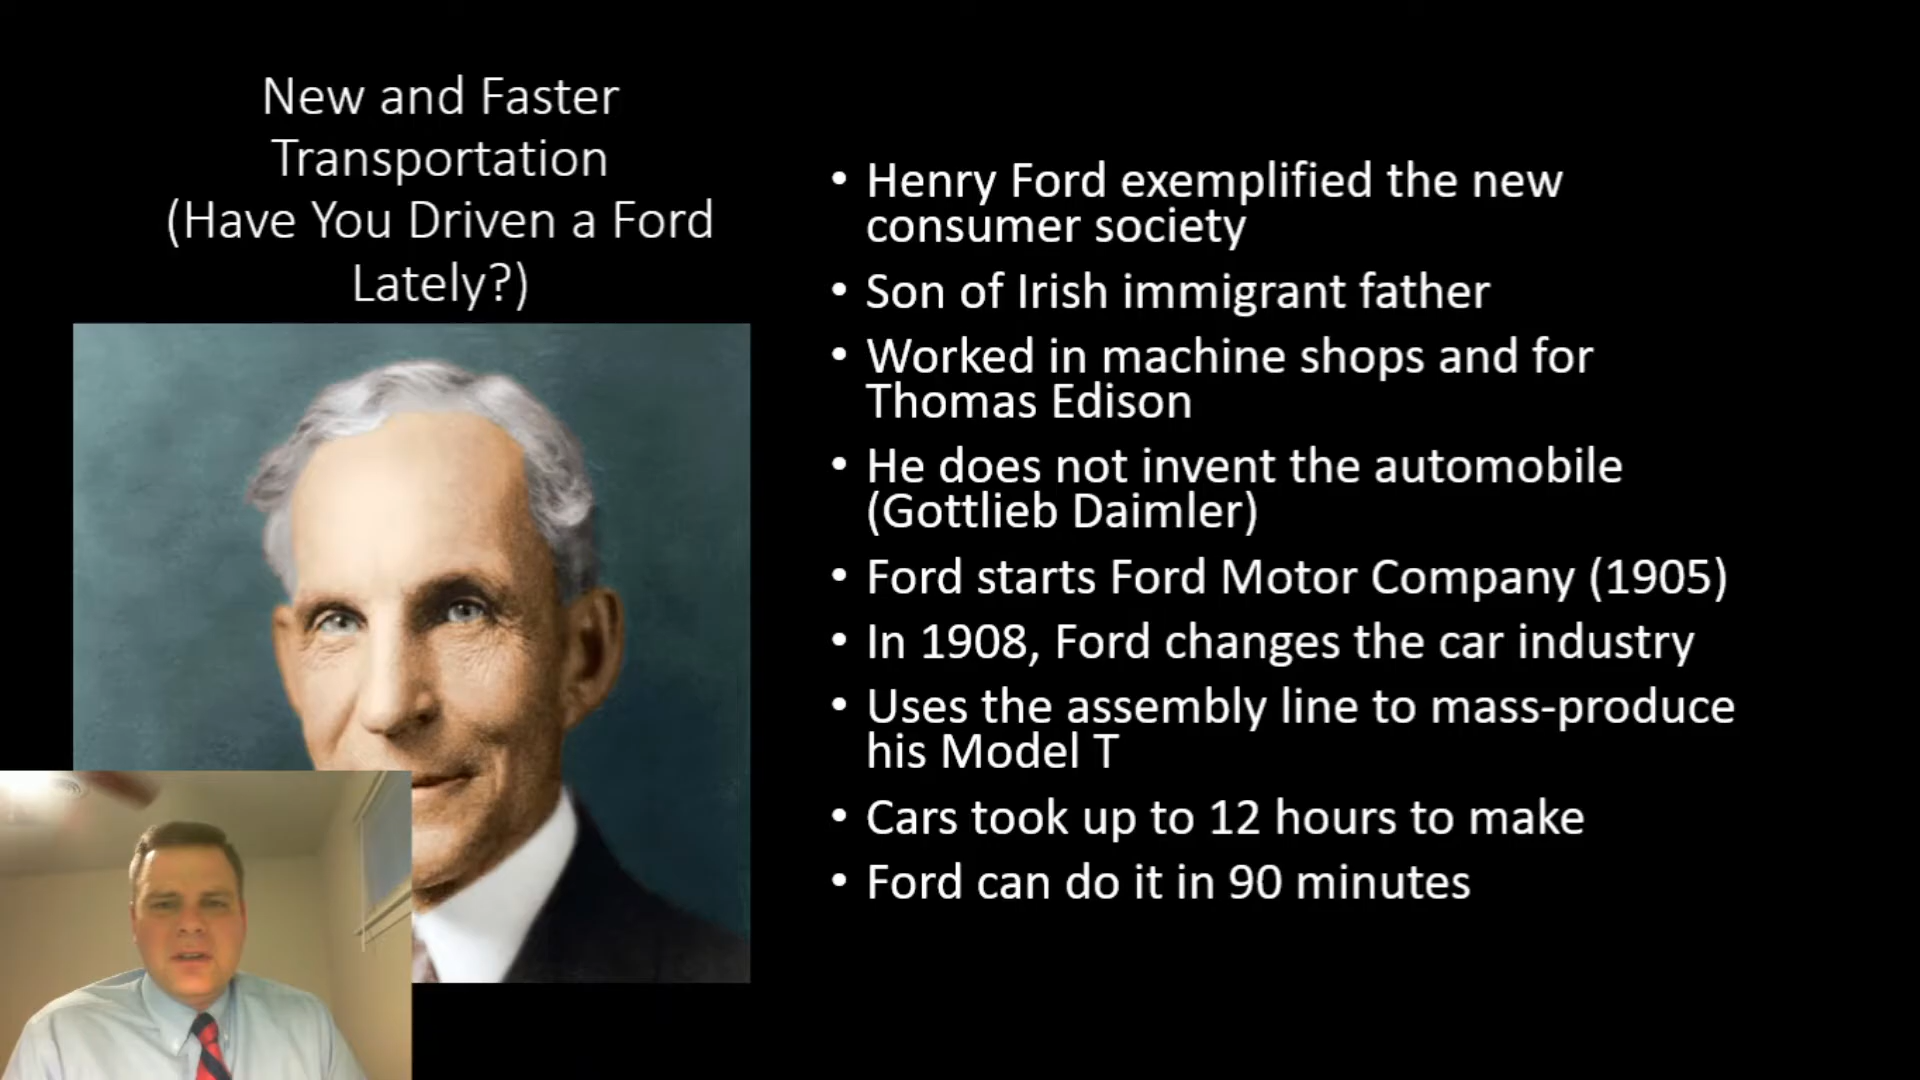 New and Faster
Transportation
(Have You Driven a Ford
Lately?)
• Henry Ford exemplified the new
consumer society
• Son of Irish immigrant father
• Worked in machine shops and for
Thomas Edison
• He does not invent the automobile
(Gottlieb Daimler)
• Ford starts Ford Motor Company (1905)
• In 1908, Ford changes the car industry
• Uses the assembly line to mass-produce
his Model T
• Cars took up to 12 hours to make
• Ford can do it in 90 minutes